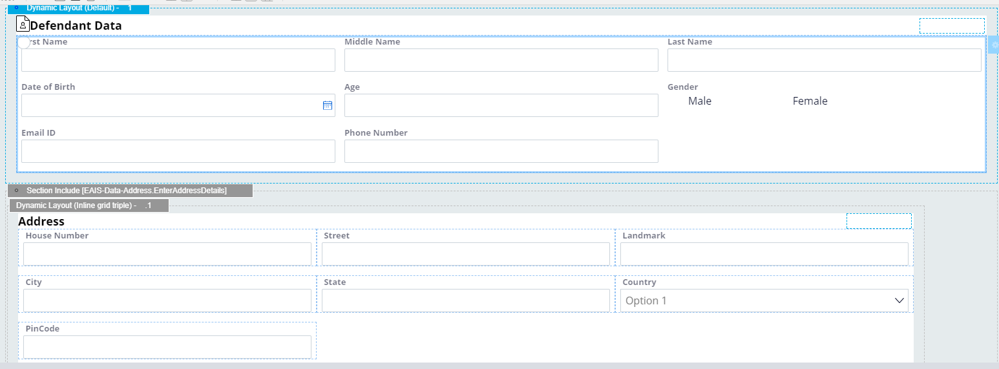 Dynamic Layout (Default) - 1
Defendant Data
rst Name Middle Name Last Name
Date of Birth Age Gender
Male Female
Email ID Phone Number
Section Include [EAIS-Data-Address.EnterAddressDetails]
Dynamic Layout (Inline grid triple) - .1
Address
House Number Street Landmark
City State Country
Option 1
PinCode